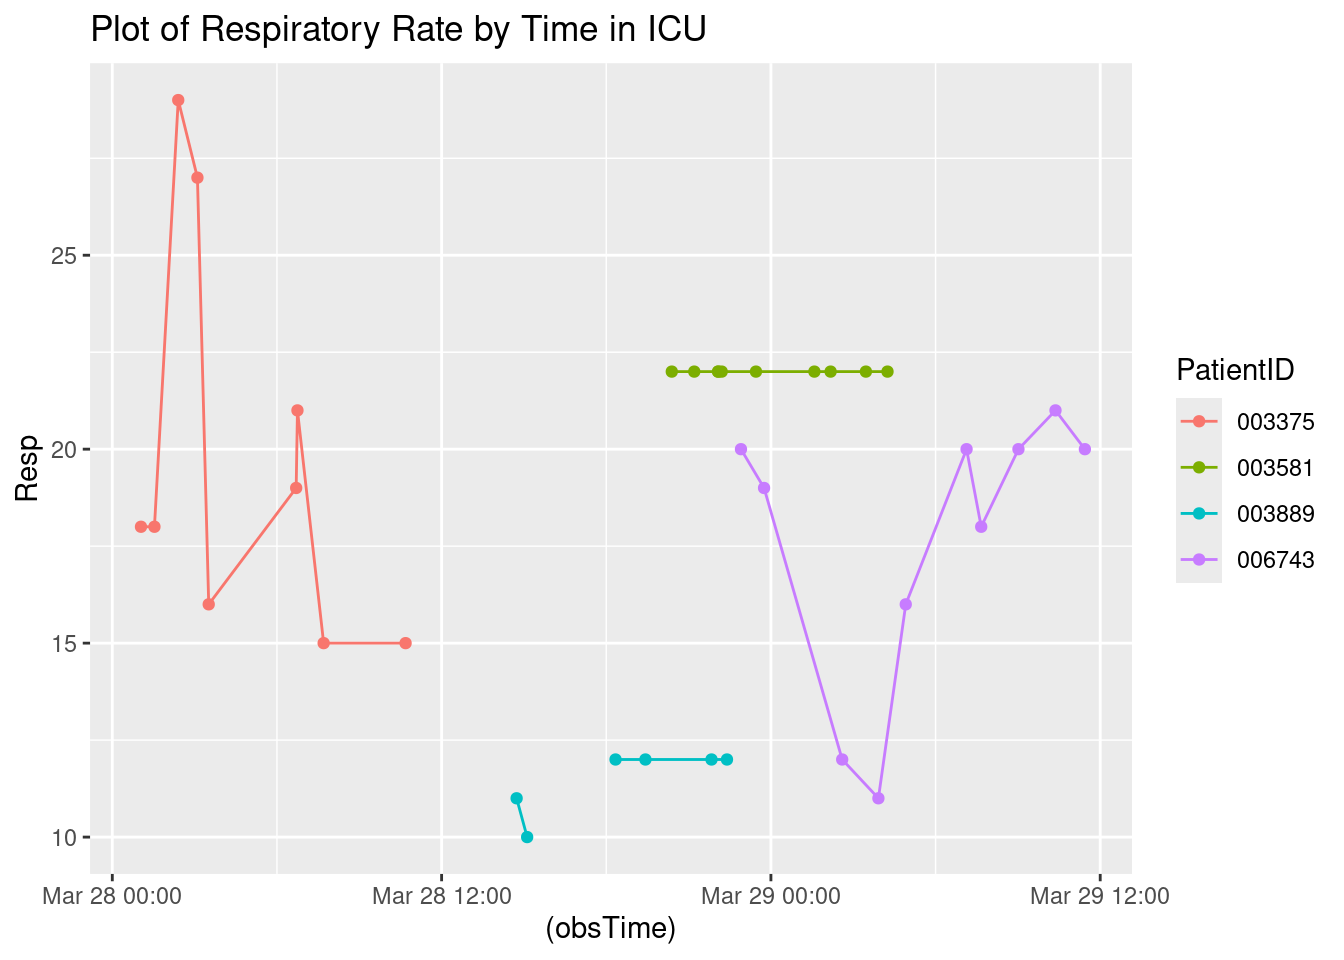 Plot of Respiratory Rate by Time in ICU
Resp
25
20
15
10
Mar 28 00:00
Mar 28 12:00
Mar 29 00:00
Mar 29 12:00
(obsTime)
PatientID
003375
003581
003889
006743